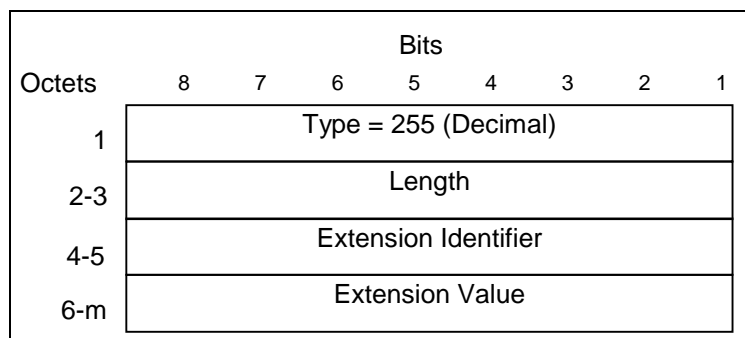 Bits
Octets 8 7 6 5 4 3 2 1
1 Type = 255 (Decimal)
2-3 Length
4-5 Extension Identifier
6-m Extension Value